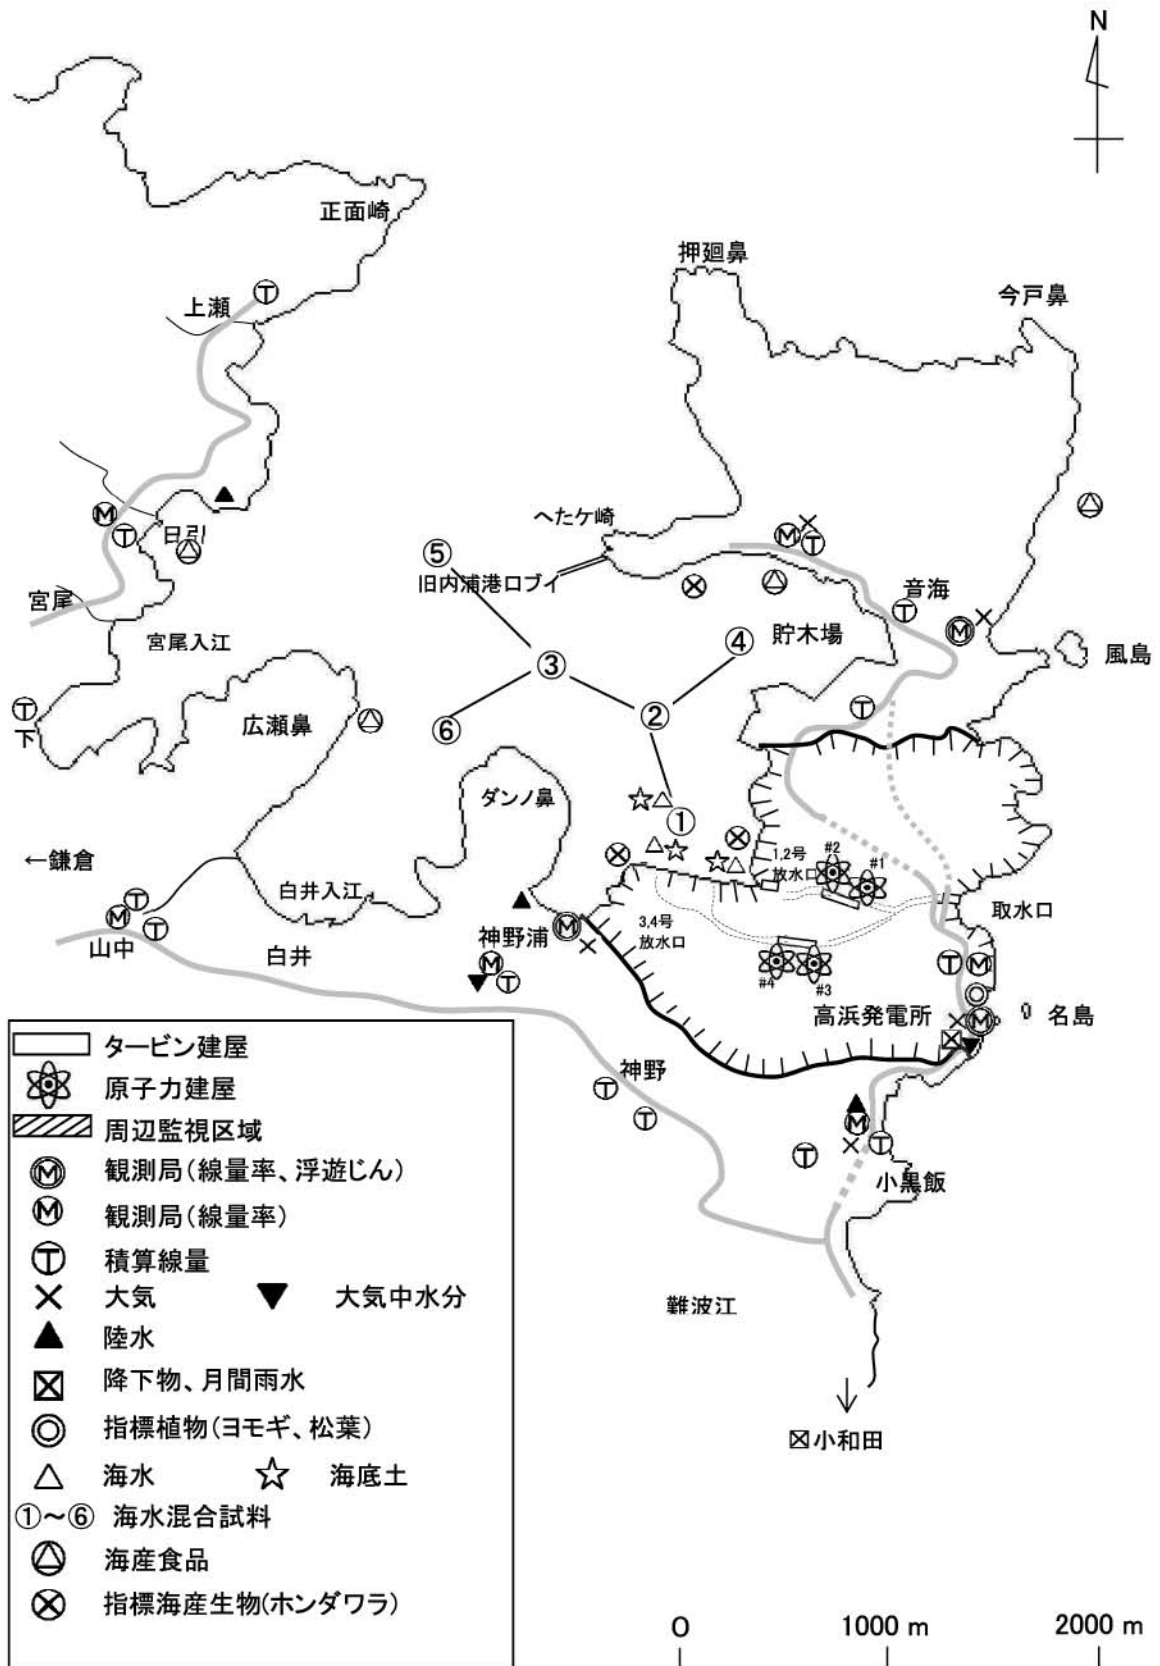 N
正面崎
押廻鼻
今戸鼻
上瀬
Ⓣ
へたケ崎
Ⓜ
Ⓣ
日引
⑤
旧内浦港口ブイ
Ⓜ
Ⓣ
音海
Ⓣ
Ⓜ
宮尾
宮尾入江
貯木場
④
風島
③
Ⓣ
下
広瀬鼻
⑥
②
Ⓣ
ダンノ鼻
①
←鎌倉
1,2号
放水口
#2
#1
白井入江
Ⓣ
Ⓜ
Ⓣ
山中
白井
神野浦
Ⓜ
Ⓜ
Ⓣ
3,4号
放水口
取水口
#4
#3
Ⓣ
Ⓜ
高浜発電所
Ⓜ
名島
神野
Ⓣ
Ⓣ
Ⓜ
Ⓣ
Ⓣ
小黒飯
難波江
小和田
タービン建屋
原子力建屋
周辺監視区域
Ⓜ 観測局(線量率、浮遊じん)
Ⓜ 観測局(線量率)
Ⓣ 積算線量
大気 大気中水分
陸水
降下物、月間雨水
指標植物(ヨモギ、松葉)
海水 海底土
①～⑥ 海水混合試料
海産食品
指標海産生物(ホンダワラ)
O 1000 m 2000 m